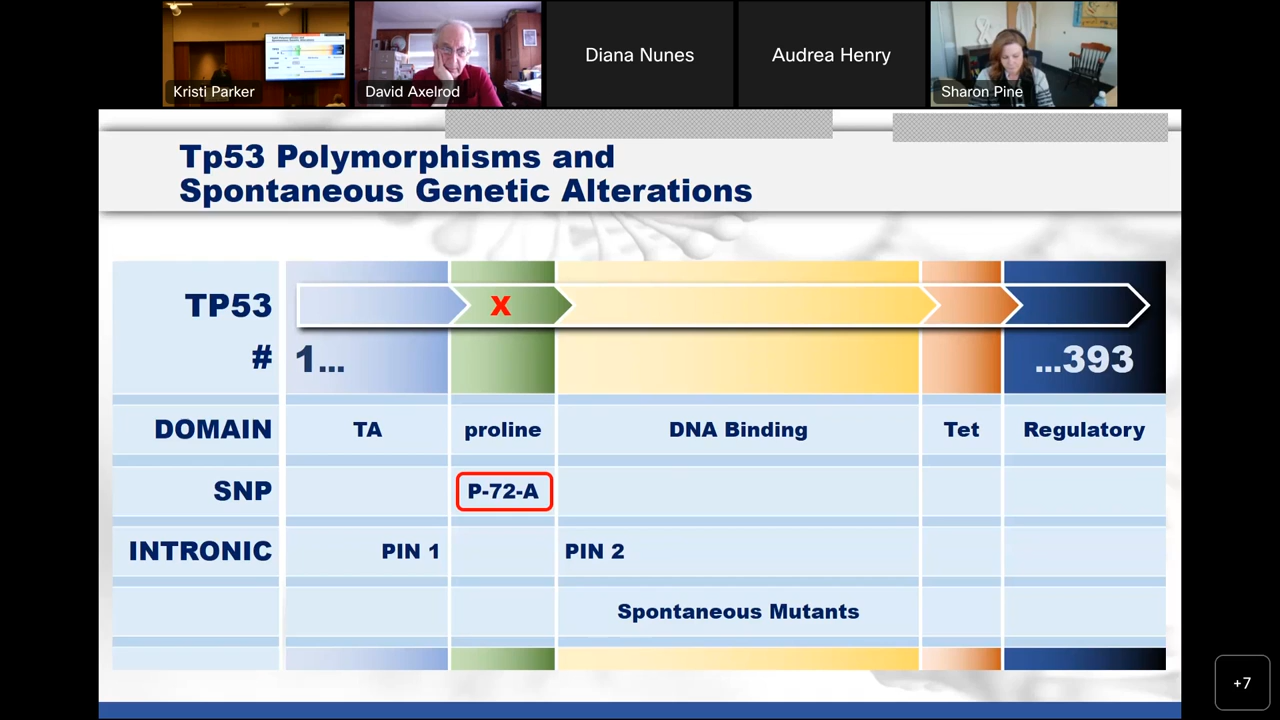 Kristi Parker
David Axelrod
Diana Nunes
Audrea Henry
Sharon Pine
Tp53 Polymorphisms and
Spontaneous Genetic Alterations
TP53
X
#
1...
...393
DOMAIN
TA
proline
DNA Binding
Tet
Regulatory
SNP
P-72-A
INTRONIC
PIN 1
PIN 2
Spontaneous Mutants
+7